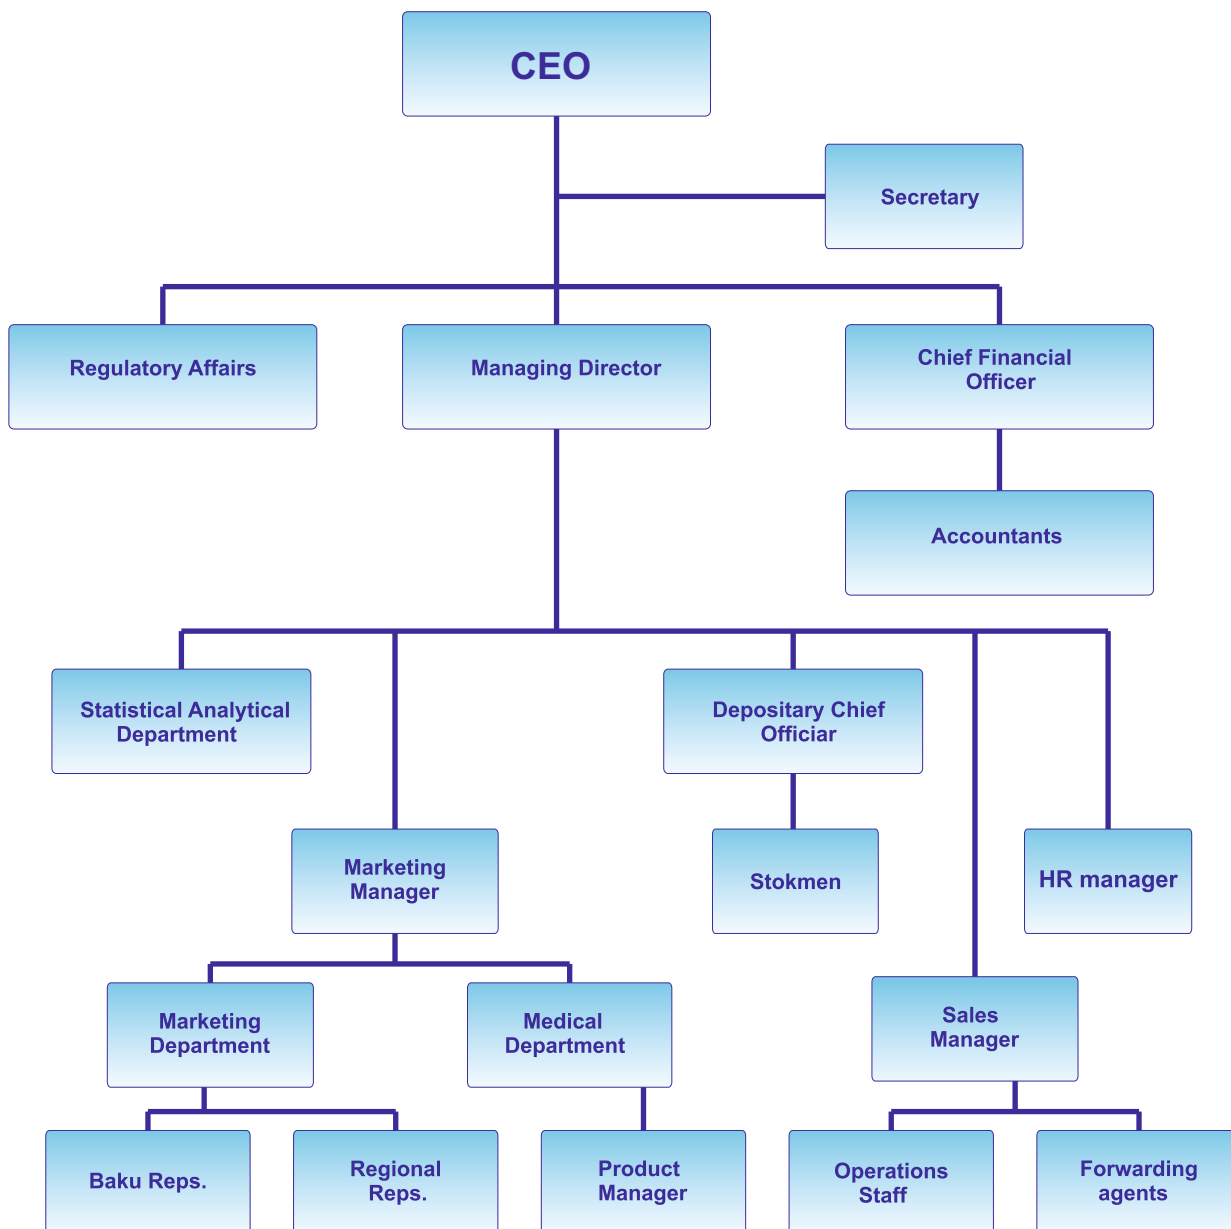 CEO
Secretary
Regulatory Affairs
Managing Director
Chief Financial
Officer
Accountants
Statistical Analytical
Department
Depositary Chief
Officiar
Marketing
Manager
Stokmen
HR manager
Marketing
Department
Medical
Department
Sales
Manager
Baku Reps.
Regional
Reps.
Product
Manager
Operations
Staff
Forwarding
agents